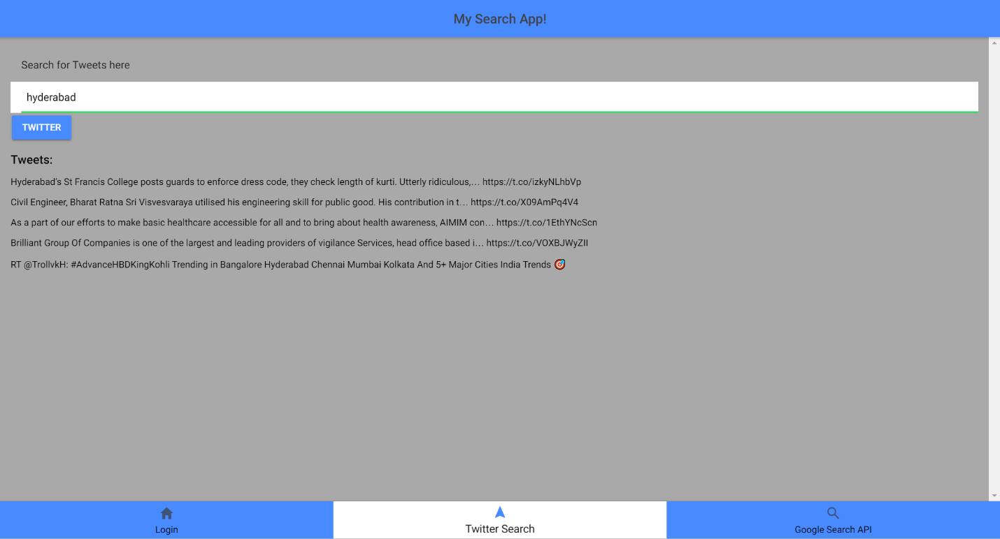 My Search App!
Search for Tweets here
hyderabad
TWITTER
Tweets:
Hyderabad's St Francis College posts guards to enforce dress code, they check length of kurti. Utterly ridiculous,… https://t.co/izkyNLhbVp
Civil Engineer, Bharat Ratna Sri Visvesvaraya utilised his engineering skill for public good. His contribution in t… https://t.co/X09AmPq4V4
As a part of our efforts to make basic healthcare accessible for all and to bring about health awareness, AIMIM con… https://t.co/1EthYNcScn
Brilliant Group Of Companies is one of the largest and leading providers of vigilance Services, head office based i… https://t.co/VOXBJWyZII
RT @TrollvkH: #AdvanceHBDKingKohli Trending in Bangalore Hyderabad Chennai Mumbai Kolkata And 5+ Major Cities India Trends 🎯
Login
Twitter Search
Google Search API